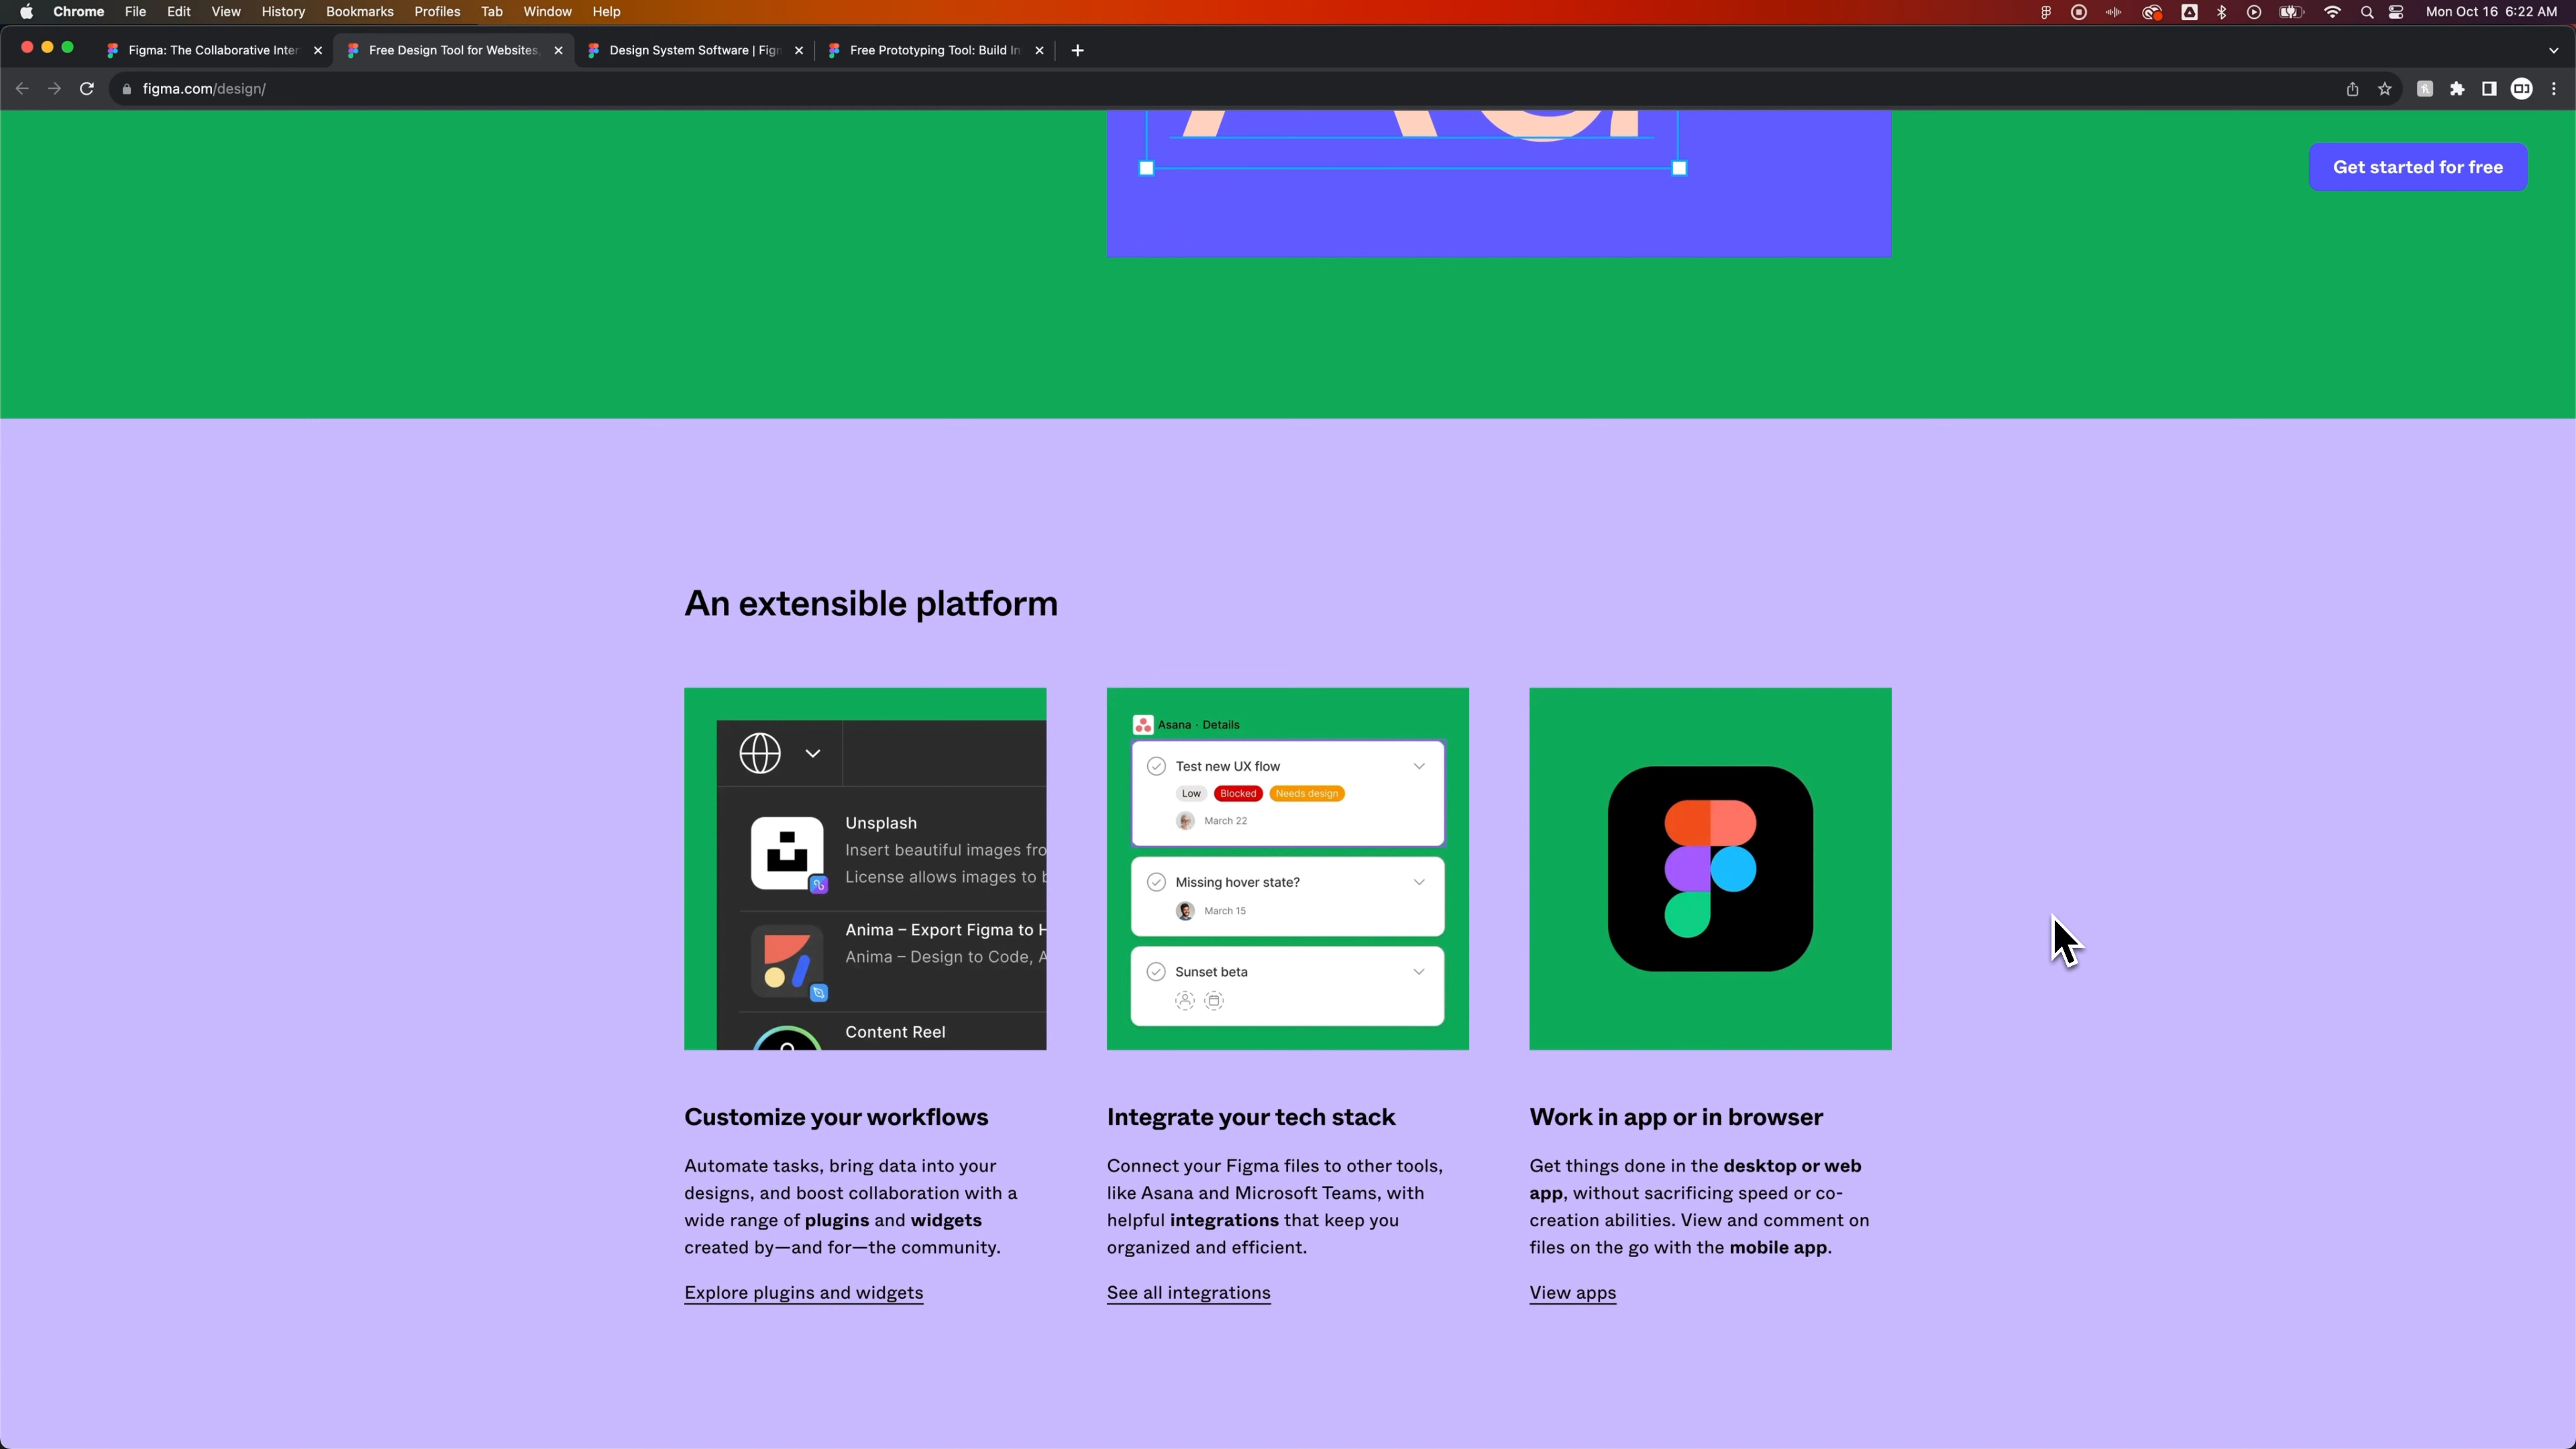 Chrome File Edit View History Bookmarks Profiles Tab Window Help
Mon Oct 16 6:22 AM
Figma: The Collaborative Inter
Free Design Tool for Websites,
Design System Software | Fig
Free Prototyping Tool: Build In
figma.com/design/
Get started for free
An extensible platform
Unsplash
Insert beautiful images fro
License allows images to b
Anima – Export Figma to H
Anima – Design to Code, A
Content Reel
Asana · Details
Test new UX flow
Low Blocked Needs design
March 22
Missing hover state?
March 15
Sunset beta
Customize your workflows
Automate tasks, bring data into your
designs, and boost collaboration with a
wide range of plugins and widgets
created by—and for—the community.
Explore plugins and widgets
Integrate your tech stack
Connect your Figma files to other tools,
like Asana and Microsoft Teams, with
helpful integrations that keep you
organized and efficient.
See all integrations
Work in app or in browser
Get things done in the desktop or web
app, without sacrificing speed or co-
creation abilities. View and comment on
files on the go with the mobile app.
View apps